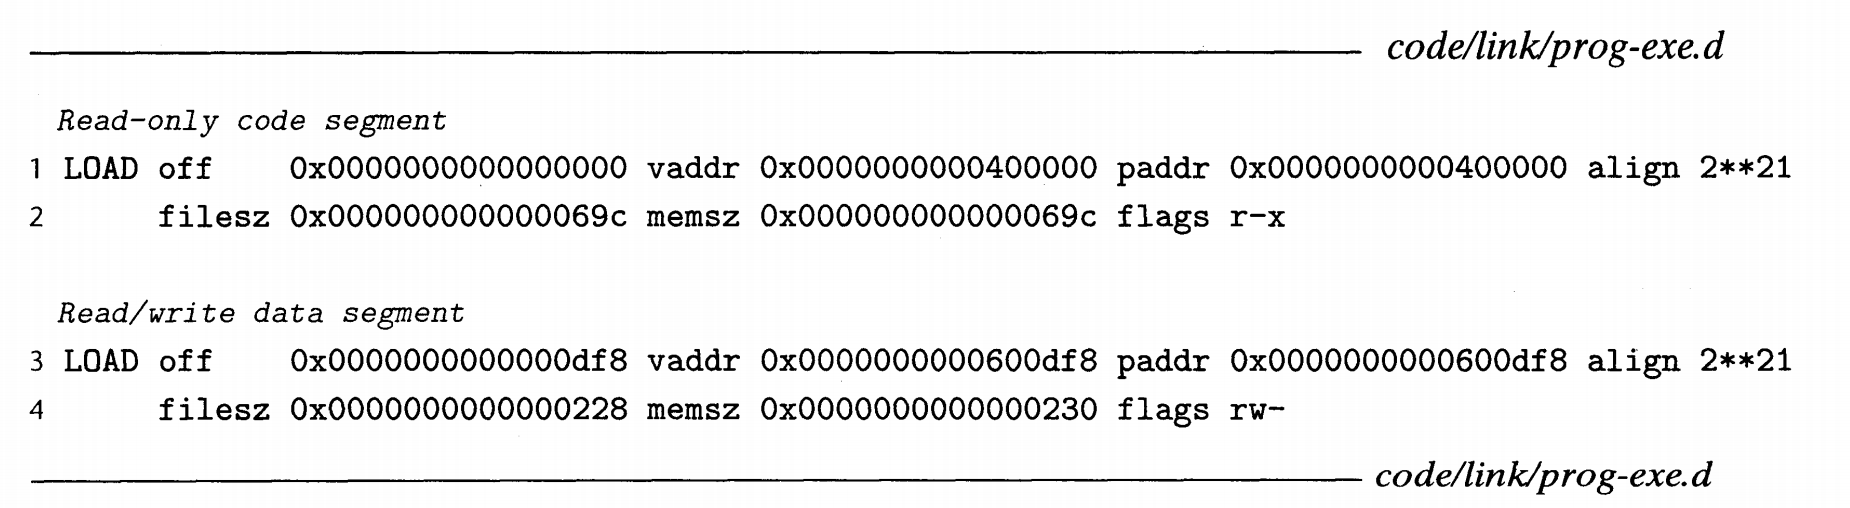 code/link/prog-exe.d
Read-only code segment
1 LOAD off    0x0000000000000000 vaddr 0x0000000000400000 paddr 0x0000000000400000 align 2**21
2      filesz 0x000000000000069c memsz 0x000000000000069c flags r-x
Read/write data segment
3 LOAD off    0x0000000000000df8 vaddr 0x0000000000600df8 paddr 0x0000000000600df8 align 2**21
4      filesz 0x0000000000000228 memsz 0x0000000000000230 flags rw-
code/link/prog-exe.d